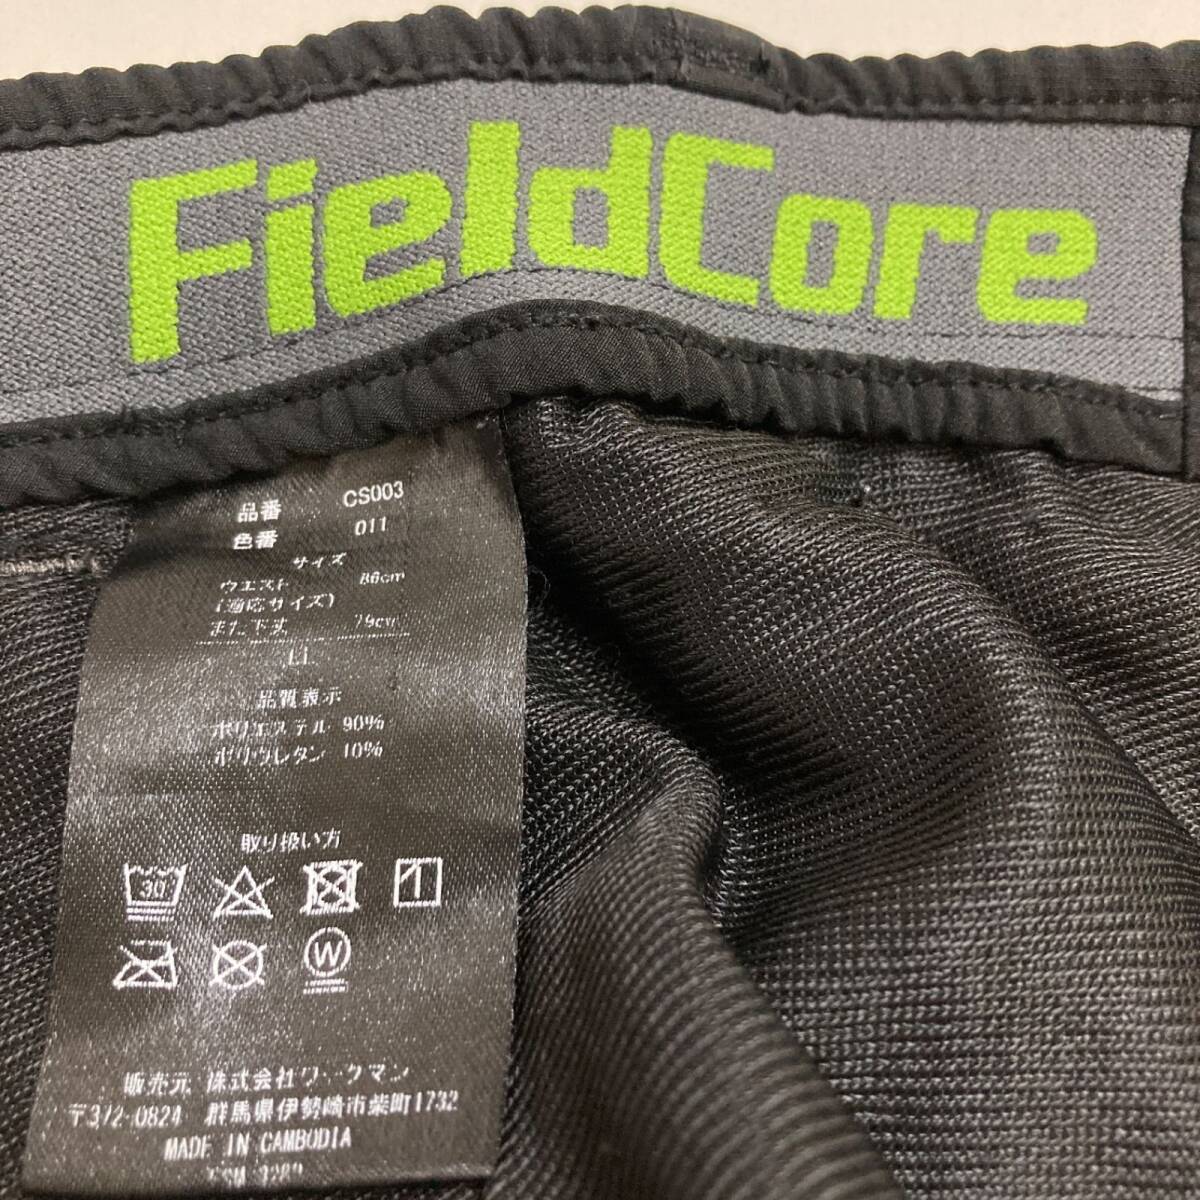 FieldCore
品番 CS003
色番 011
サイズ
ウエスト 86cm
(適応サイズ)
また下丈 79cm
LL
品質表示
ポリエステル 90%
ポリウレタン 10%
取り扱い方
30
1
W
販売元 株式会社ワークマン
〒372-0824 群馬県伊勢崎市柴町1732
MADE IN CAMBODIA